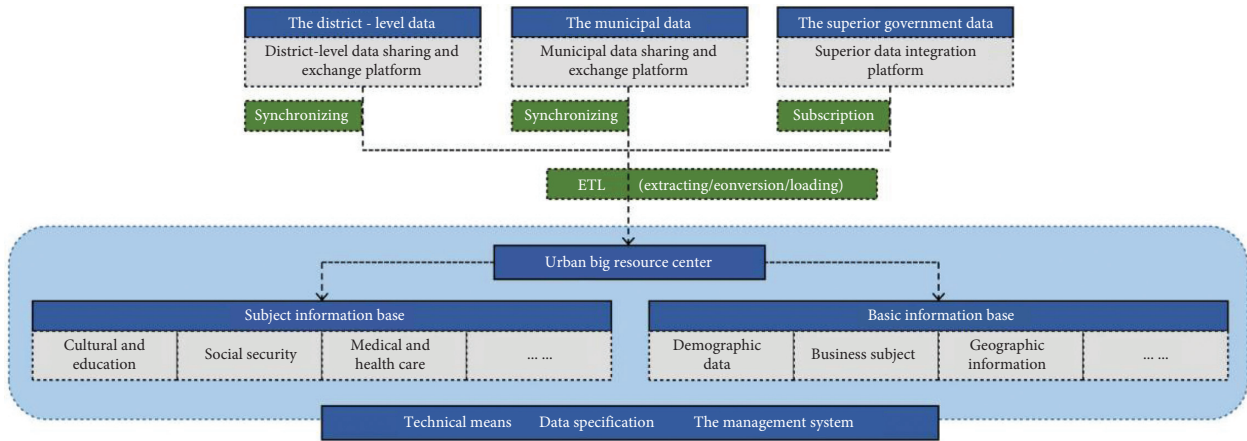 The district - level data
The municipal data
The superior government data
District-level data sharing and
exchange platform
Municipal data sharing and
exchange platform
Superior data integration
platform
Synchronizing
Synchronizing
Subscription
ETL (extracting/eonversion/loading)
Urban big resource center
Subject information base
Basic information base
Cultural and
education
Social security
Medical and
health care
... ...
Demographic
data
Business subject
Geographic
information
... ...
Technical means Data specification The management system